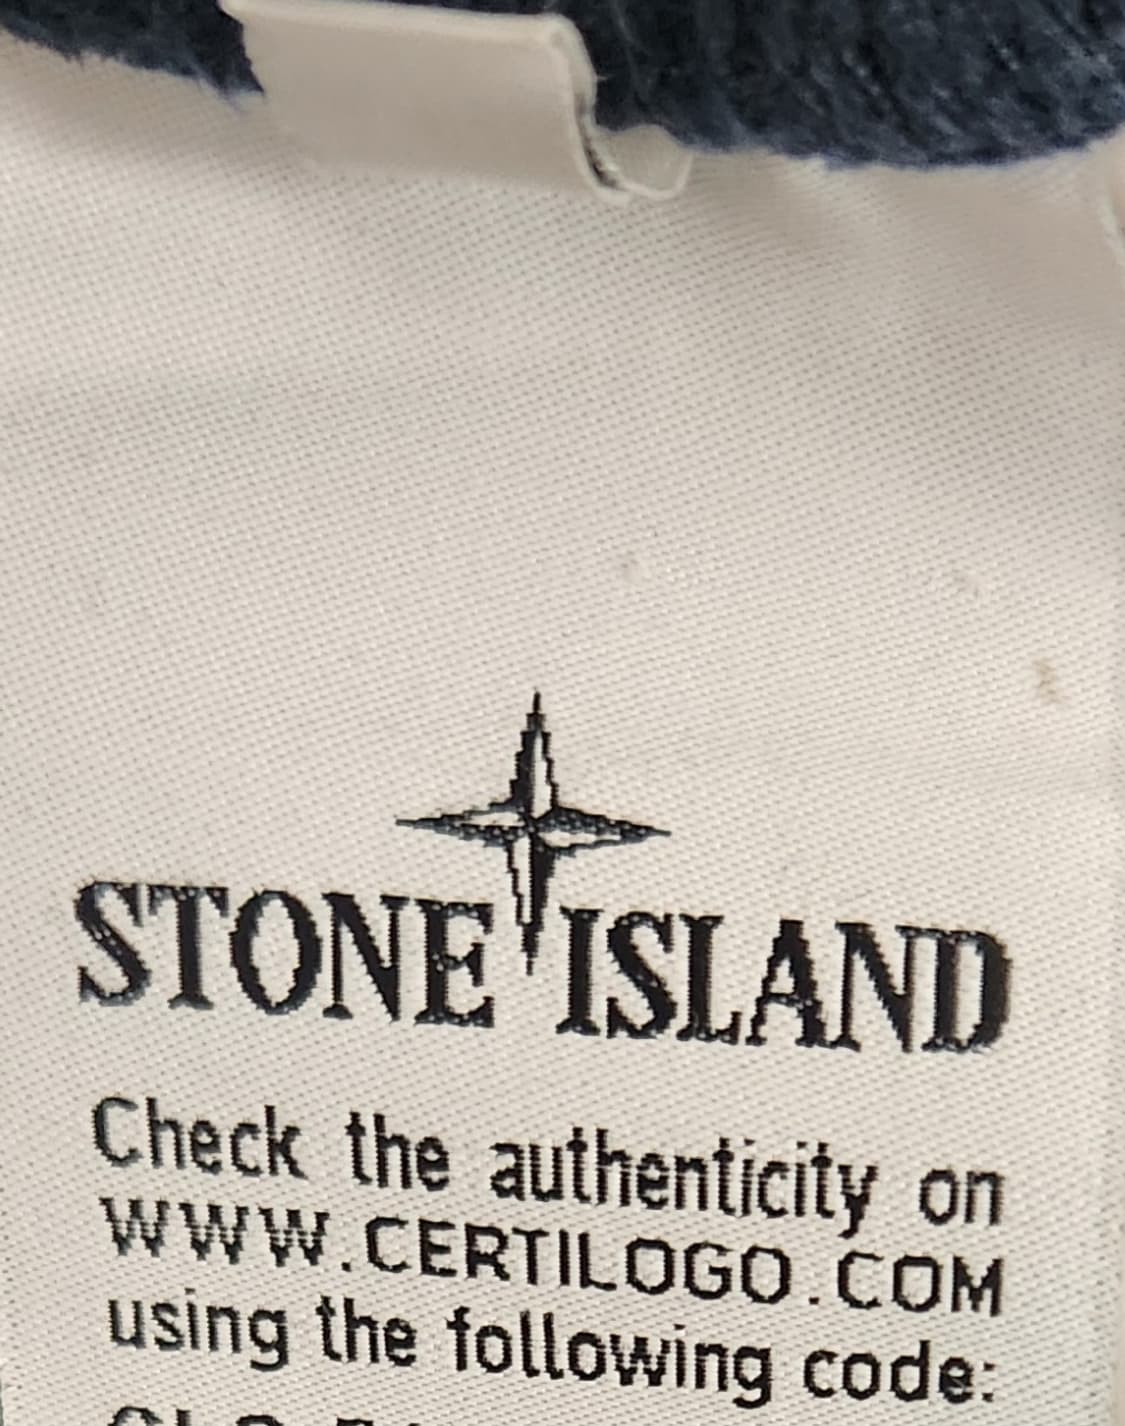 STONE ISLAND
Check the authenticity on
WWW.CERTILOGO.COM
using the following code: